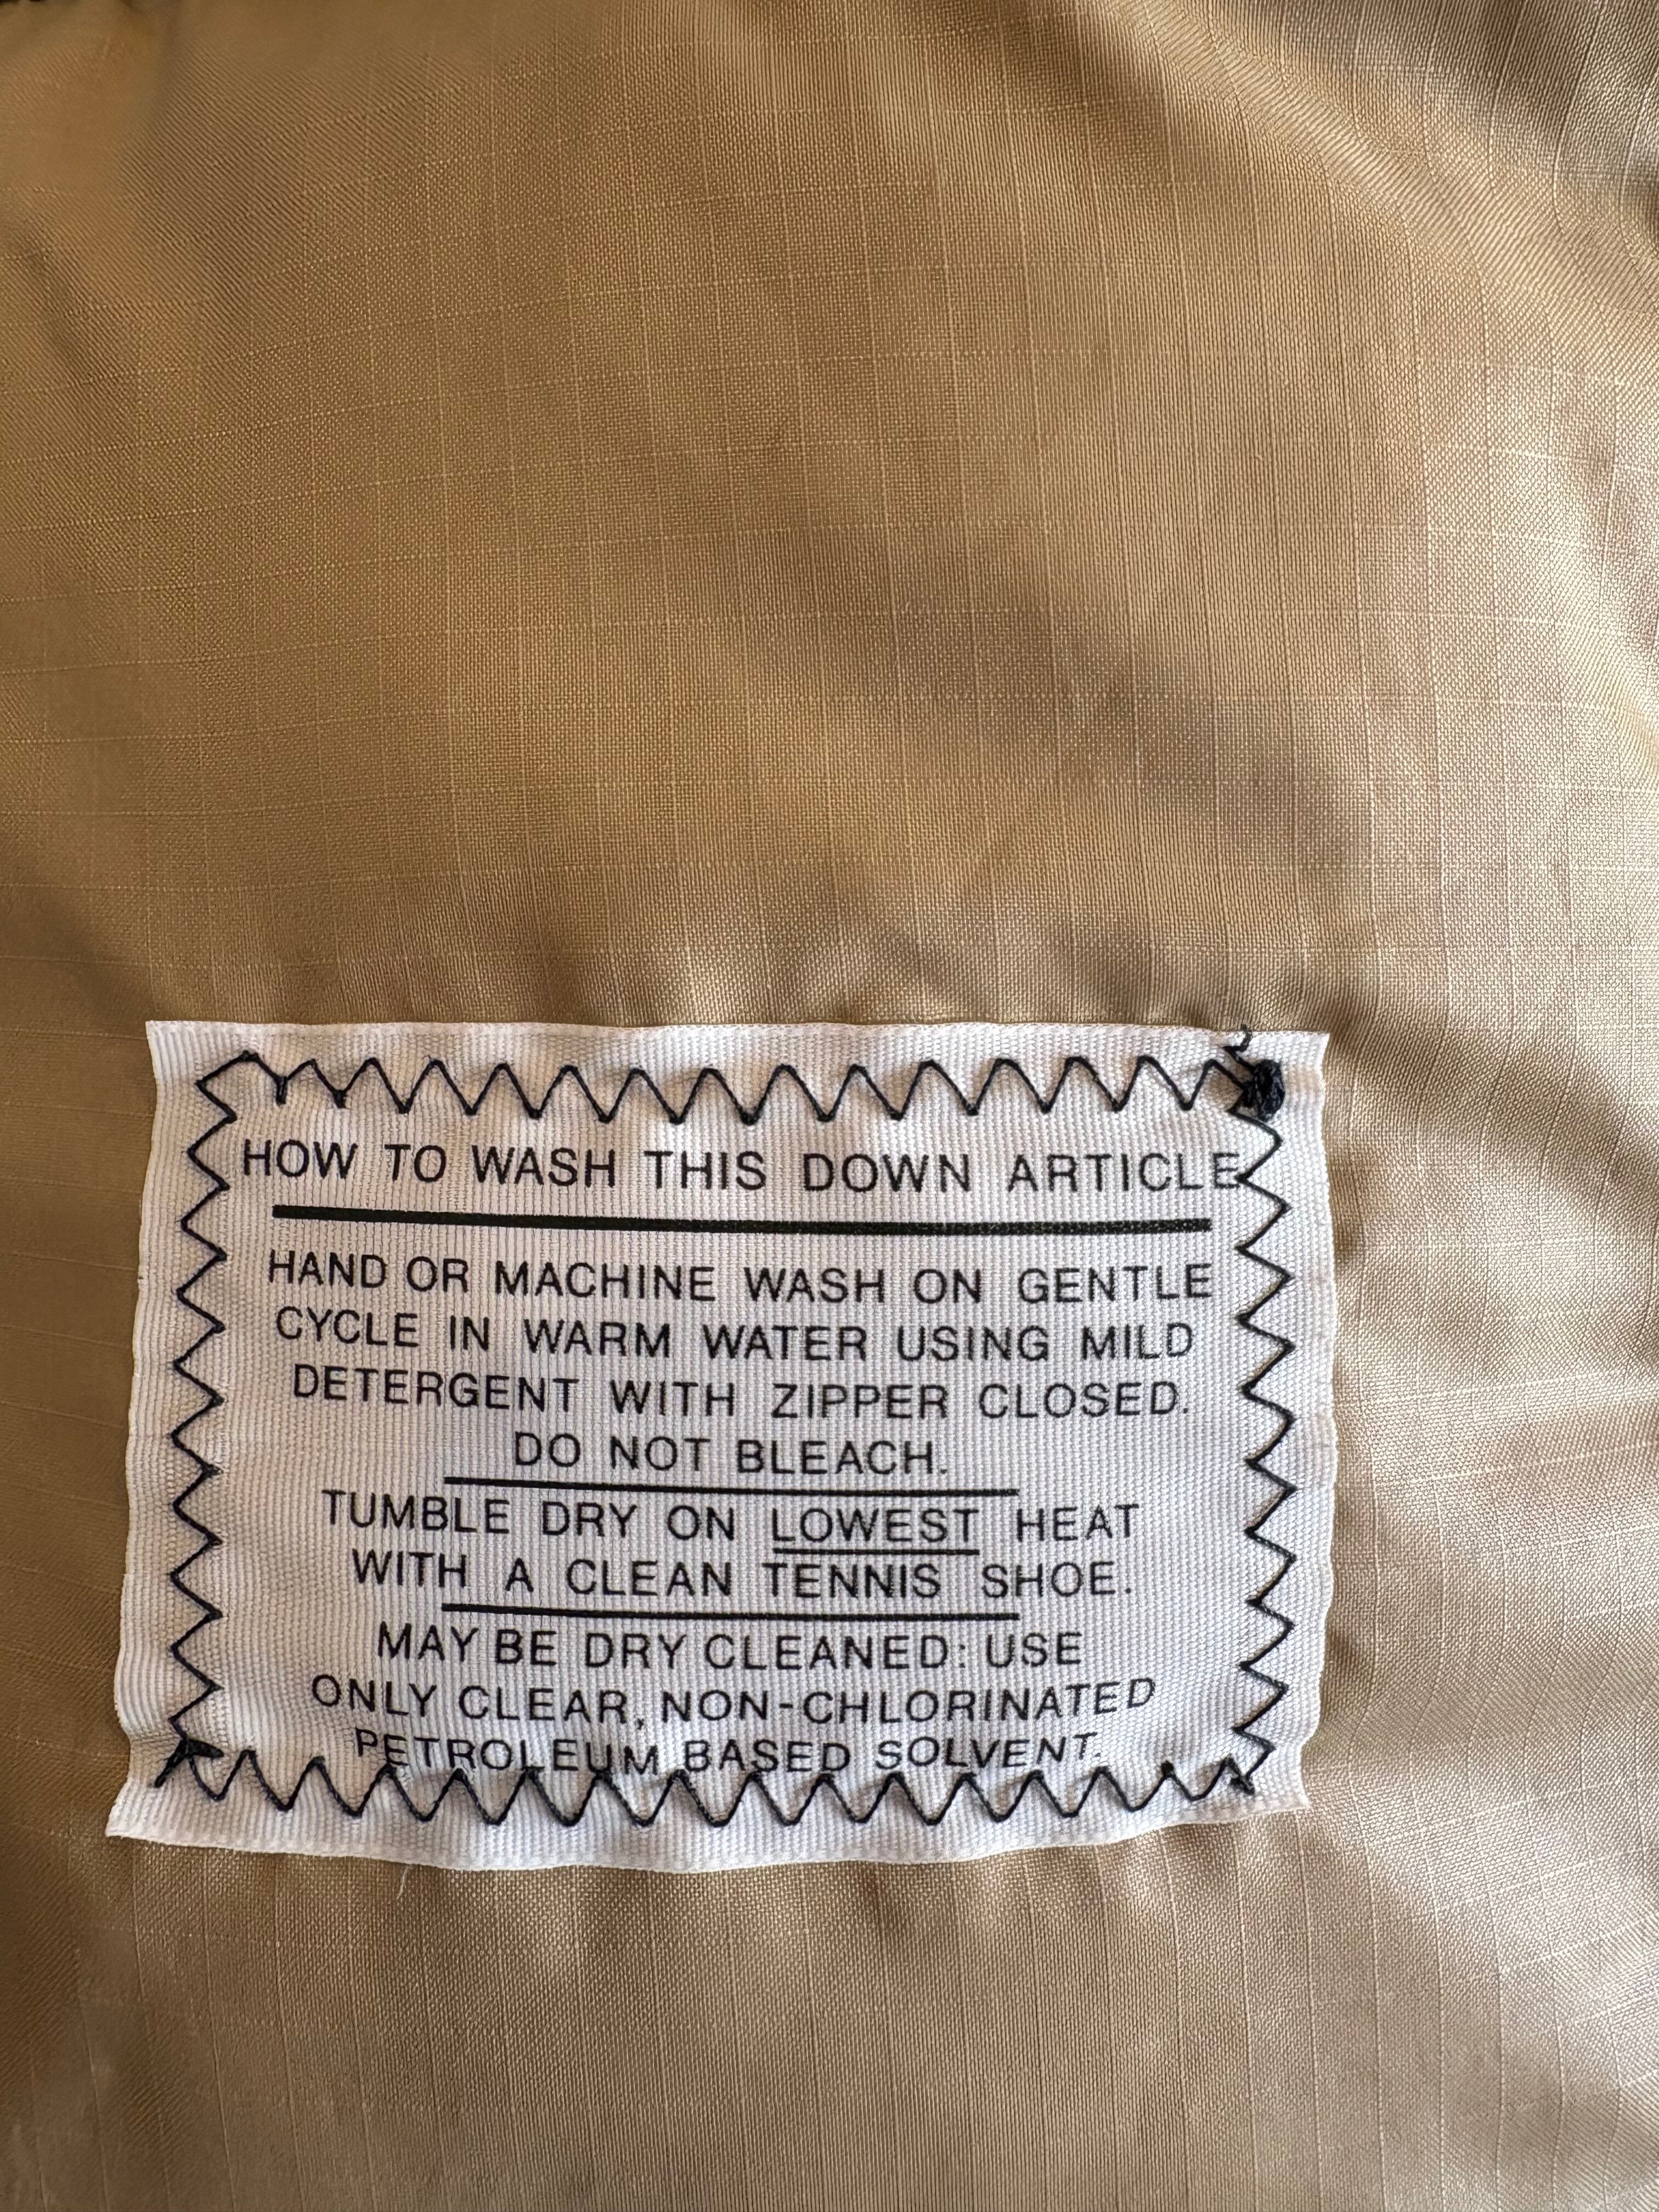 HOW TO WASH THIS DOWN ARTICLE
HAND OR MACHINE WASH ON GENTLE
CYCLE IN WARM WATER USING MILD
DETERGENT WITH ZIPPER CLOSED.
DO NOT BLEACH.
TUMBLE DRY ON LOWEST HEAT
WITH A CLEAN TENNIS SHOE.
MAY BE DRY CLEANED: USE
ONLY CLEAR, NON-CHLORINATED
PETROLEUM BASED SOLVENT.